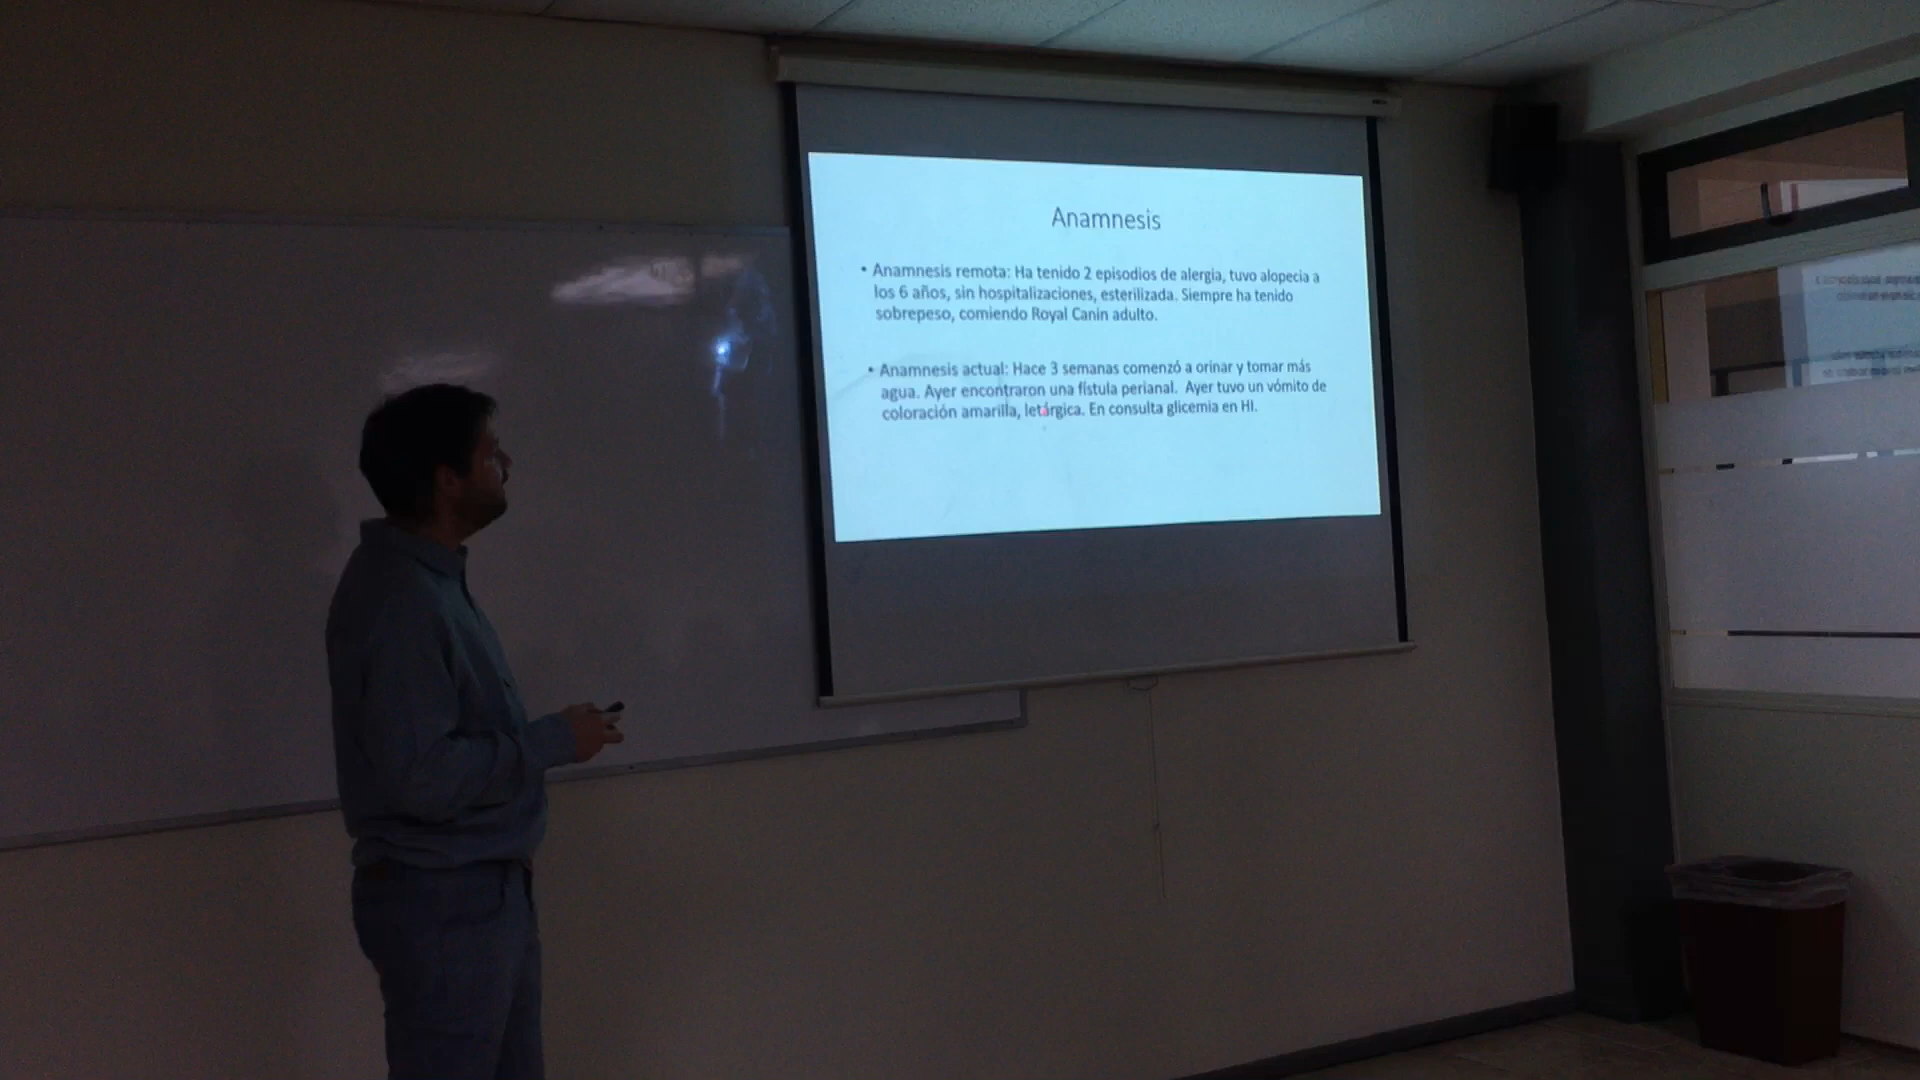 Anamnesis
• Anamnesis remota: Ha tenido 2 episodios de alergia, tuvo alopecia a
los 6 años, sin hospitalizaciones, esterilizada. Siempre ha tenido
sobrepeso, comiendo Royal Canin adulto.
• Anamnesis actual: Hace 3 semanas comenzó a orinar y tomar más
agua. Ayer encontraron una fístula perianal. Ayer tuvo un vómito de
coloración amarilla, letárgica. En consulta glicemia en HI.